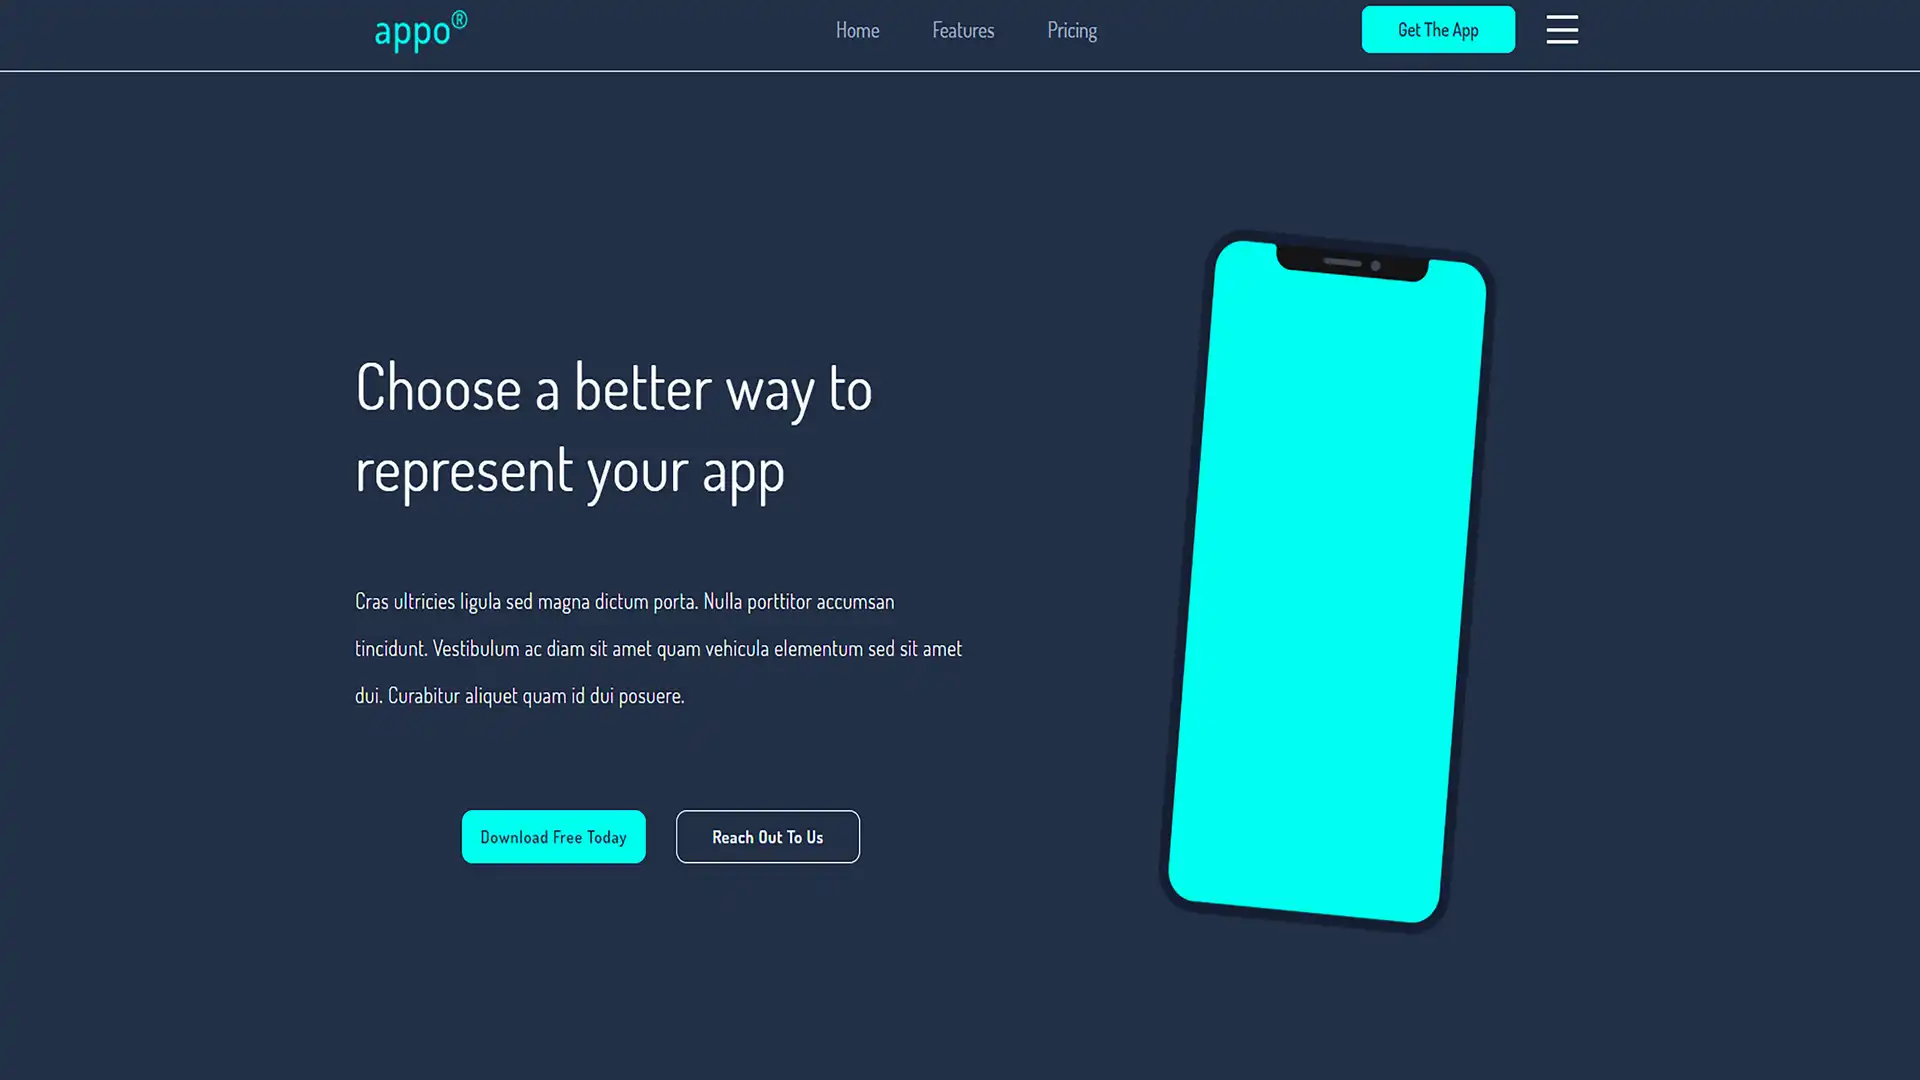 appo®
Home Features Pricing
Get The App
Choose a better way to
represent your app
Cras ultricies ligula sed magna dictum porta. Nulla porttitor accumsan
tincidunt. Vestibulum ac diam sit amet quam vehicula elementum sed sit amet
dui. Curabitur aliquet quam id dui posuere.
Download Free Today
Reach Out To Us